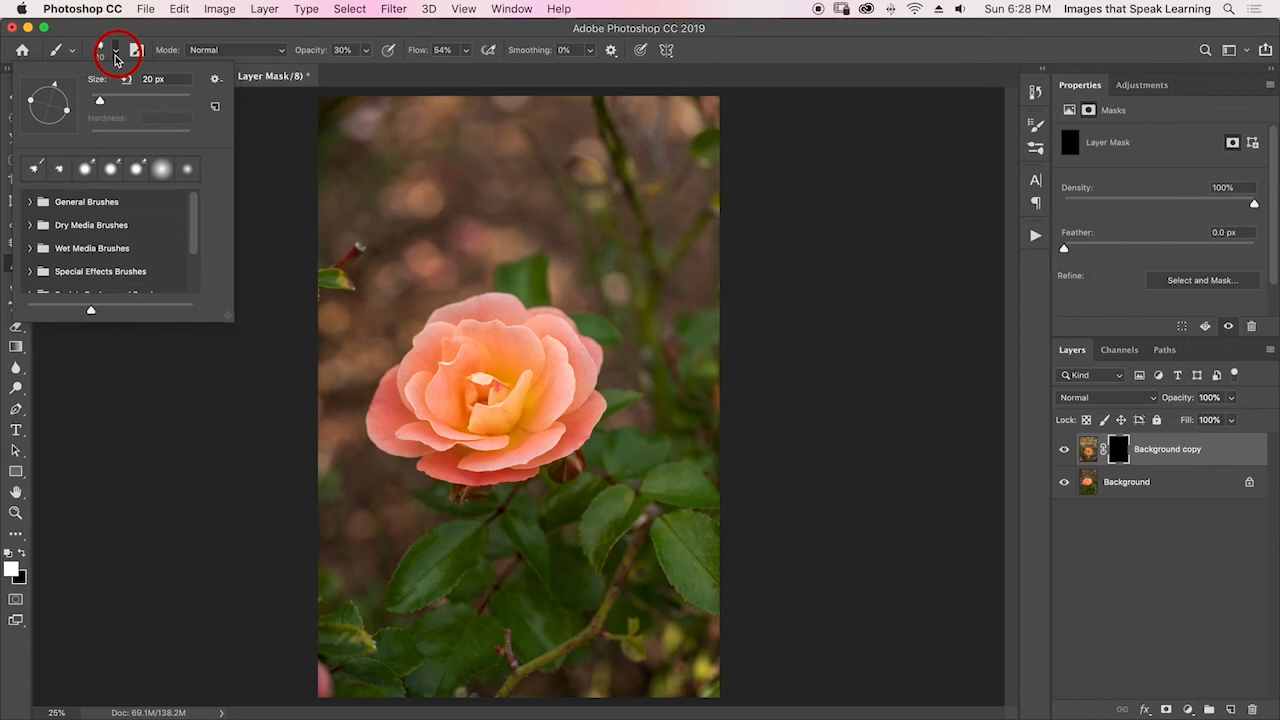 Photoshop CC File Edit Image Layer Type Select Filter 3D View Window Help Sun 6:28 PM Images that Speak Learning
Adobe Photoshop CC 2019
20 Mode: Normal Opacity: 30% Flow: 54% Smoothing: 0%
Layer Mask/8) *
Size: 20 px
Hardness:
General Brushes
Dry Media Brushes
Wet Media Brushes
Special Effects Brushes
Properties Adjustments
Masks
Layer Mask
Density: 100%
Feather: 0.0 px
Refine: Select and Mask...
Layers Channels Paths
Kind
Normal Opacity: 100%
Lock: Fill: 100%
Background copy
Background
25% Doc: 69.1M/138.2M